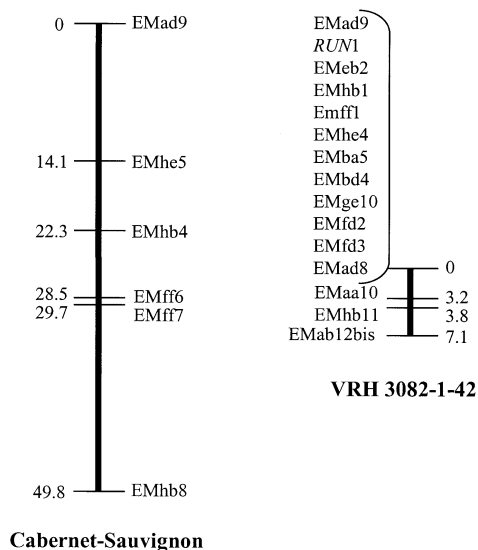 0 EMad9
14.1 EMhe5
22.3 EMhb4
28.5 EMff6
29.7 EMff7
49.8 EMhb8
Cabernet-Sauvignon
EMad9
RUN1
EMeb2
EMhb1
Emff1
EMhe4
EMba5
EMbd4
EMge10
EMfd2
EMfd3
EMad8 0
EMaa10 3.2
EMhb11 3.8
EMab12bis 7.1
VRH 3082-1-42